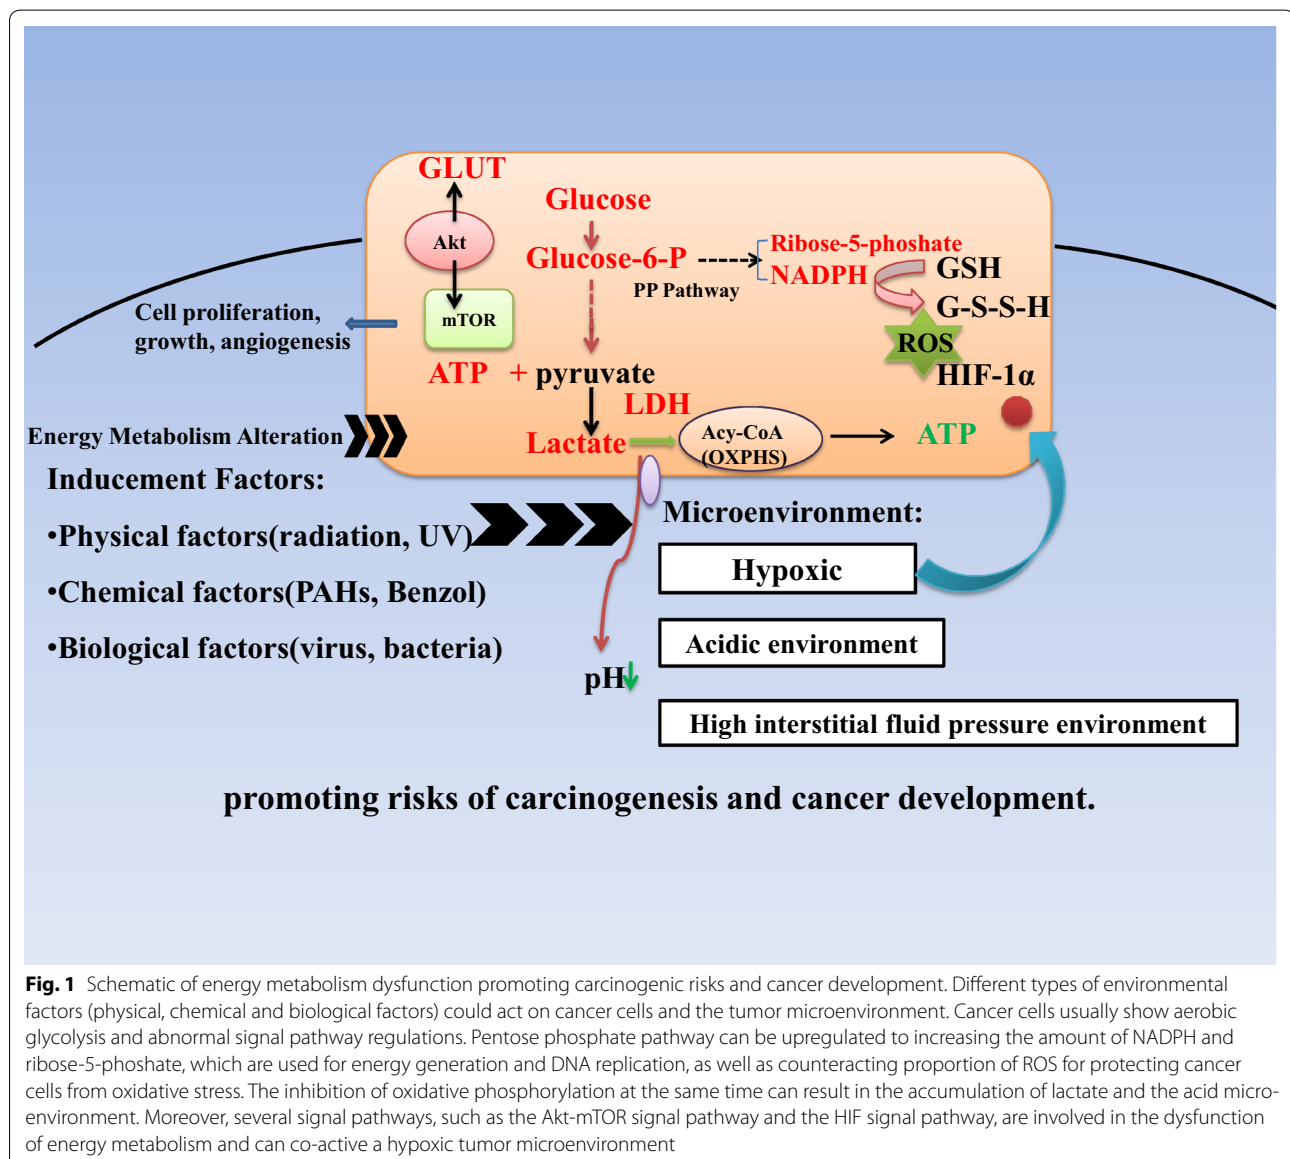 GLUT
Glucose
Akt
Glucose-6-P
PP Pathway
Ribose-5-phoshate
NADPH
GSH
G-S-S-H
ROS
HIF-1α
mTOR
Cell proliferation,
growth, angiogenesis
ATP + pyruvate
LDH
Energy Metabolism Alteration
Lactate
Acy-CoA
(OXPHS)
ATP
Inducement Factors:
•Physical factors(radiation, UV)
•Chemical factors(PAHs, Benzol)
•Biological factors(virus, bacteria)
pH
Microenvironment:
Hypoxic
Acidic environment
High interstitial fluid pressure environment
promoting risks of carcinogenesis and cancer development.
Fig. 1 Schematic of energy metabolism dysfunction promoting carcinogenic risks and cancer development. Different types of environmental
factors (physical, chemical and biological factors) could act on cancer cells and the tumor microenvironment. Cancer cells usually show aerobic
glycolysis and abnormal signal pathway regulations. Pentose phosphate pathway can be upregulated to increasing the amount of NADPH and
ribose-5-phoshate, which are used for energy generation and DNA replication, as well as counteracting proportion of ROS for protecting cancer
cells from oxidative stress. The inhibition of oxidative phosphorylation at the same time can result in the accumulation of lactate and the acid micro-
environment. Moreover, several signal pathways, such as the Akt-mTOR signal pathway and the HIF signal pathway, are involved in the dysfunction
of energy metabolism and can co-active a hypoxic tumor microenvironment